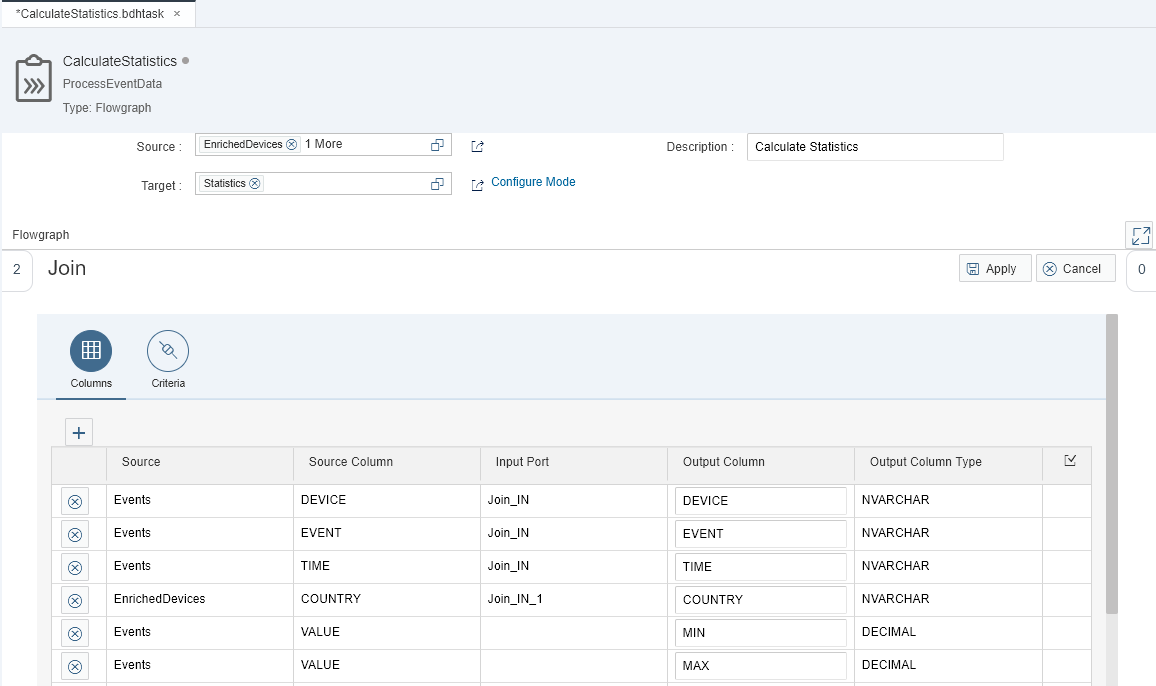 *CalculateStatistics.bdhtask ×
CalculateStatistics
ProcessEventData
Type: Flowgraph
Source : EnrichedDevices 1 More Description : Calculate Statistics
Target : Statistics Configure Mode
Flowgraph
2 Join Apply Cancel 0
Columns Criteria
+
Source Source Column Input Port Output Column Output Column Type
Events DEVICE Join_IN DEVICE NVARCHAR
Events EVENT Join_IN EVENT NVARCHAR
Events TIME Join_IN TIME NVARCHAR
EnrichedDevices COUNTRY Join_IN_1 COUNTRY NVARCHAR
Events VALUE MIN DECIMAL
Events VALUE MAX DECIMAL